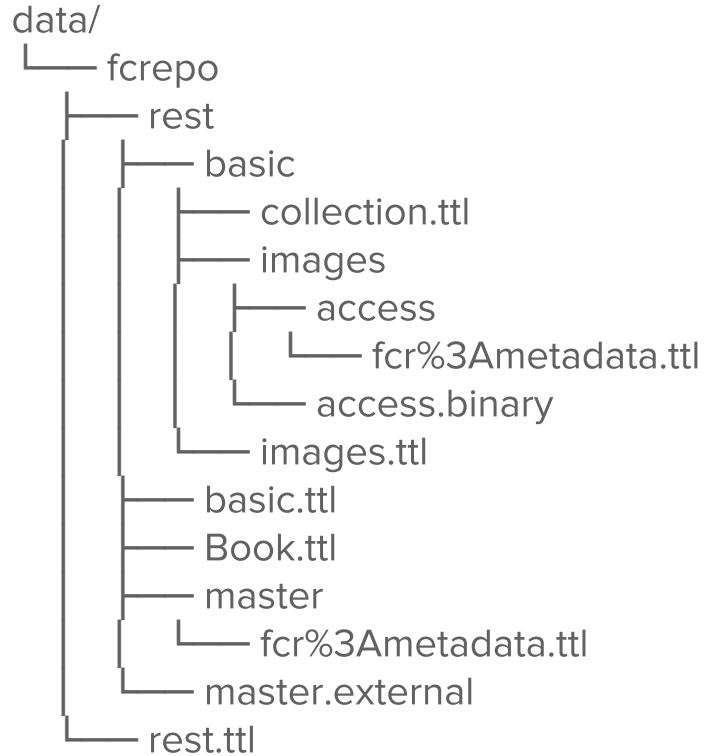 data/
fcrepo
rest
basic
collection.ttl
images
access
fcr%3Ametadata.ttl
access.binary
images.ttl
basic.ttl
Book.ttl
master
fcr%3Ametadata.ttl
master.external
rest.ttl